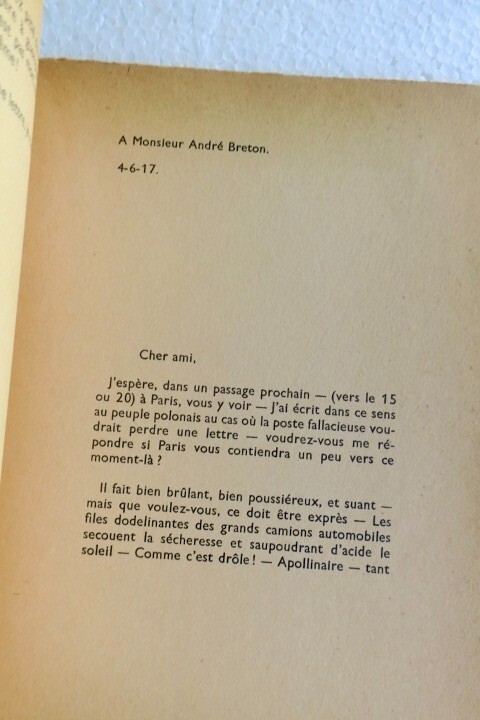 A Monsieur André Breton.
4-6-17.
Cher ami,
J'espère, dans un passage prochain — (vers le 15
ou 20) à Paris, vous y voir — J'ai écrit dans ce sens
au peuple polonais au cas où la poste fallacieuse vou-
drait perdre une lettre — voudrez-vous me ré-
pondre si Paris vous contiendra un peu vers ce
moment-là ?
Il fait bien brûlant, bien poussiéreux, et suant —
mais que voulez-vous, ce doit être exprès — Les
files dodelinantes des grands camions automobiles
secouent la sécheresse et saupoudrant d'acide le
soleil — Comme c'est drôle ! — Apollinaire — tant